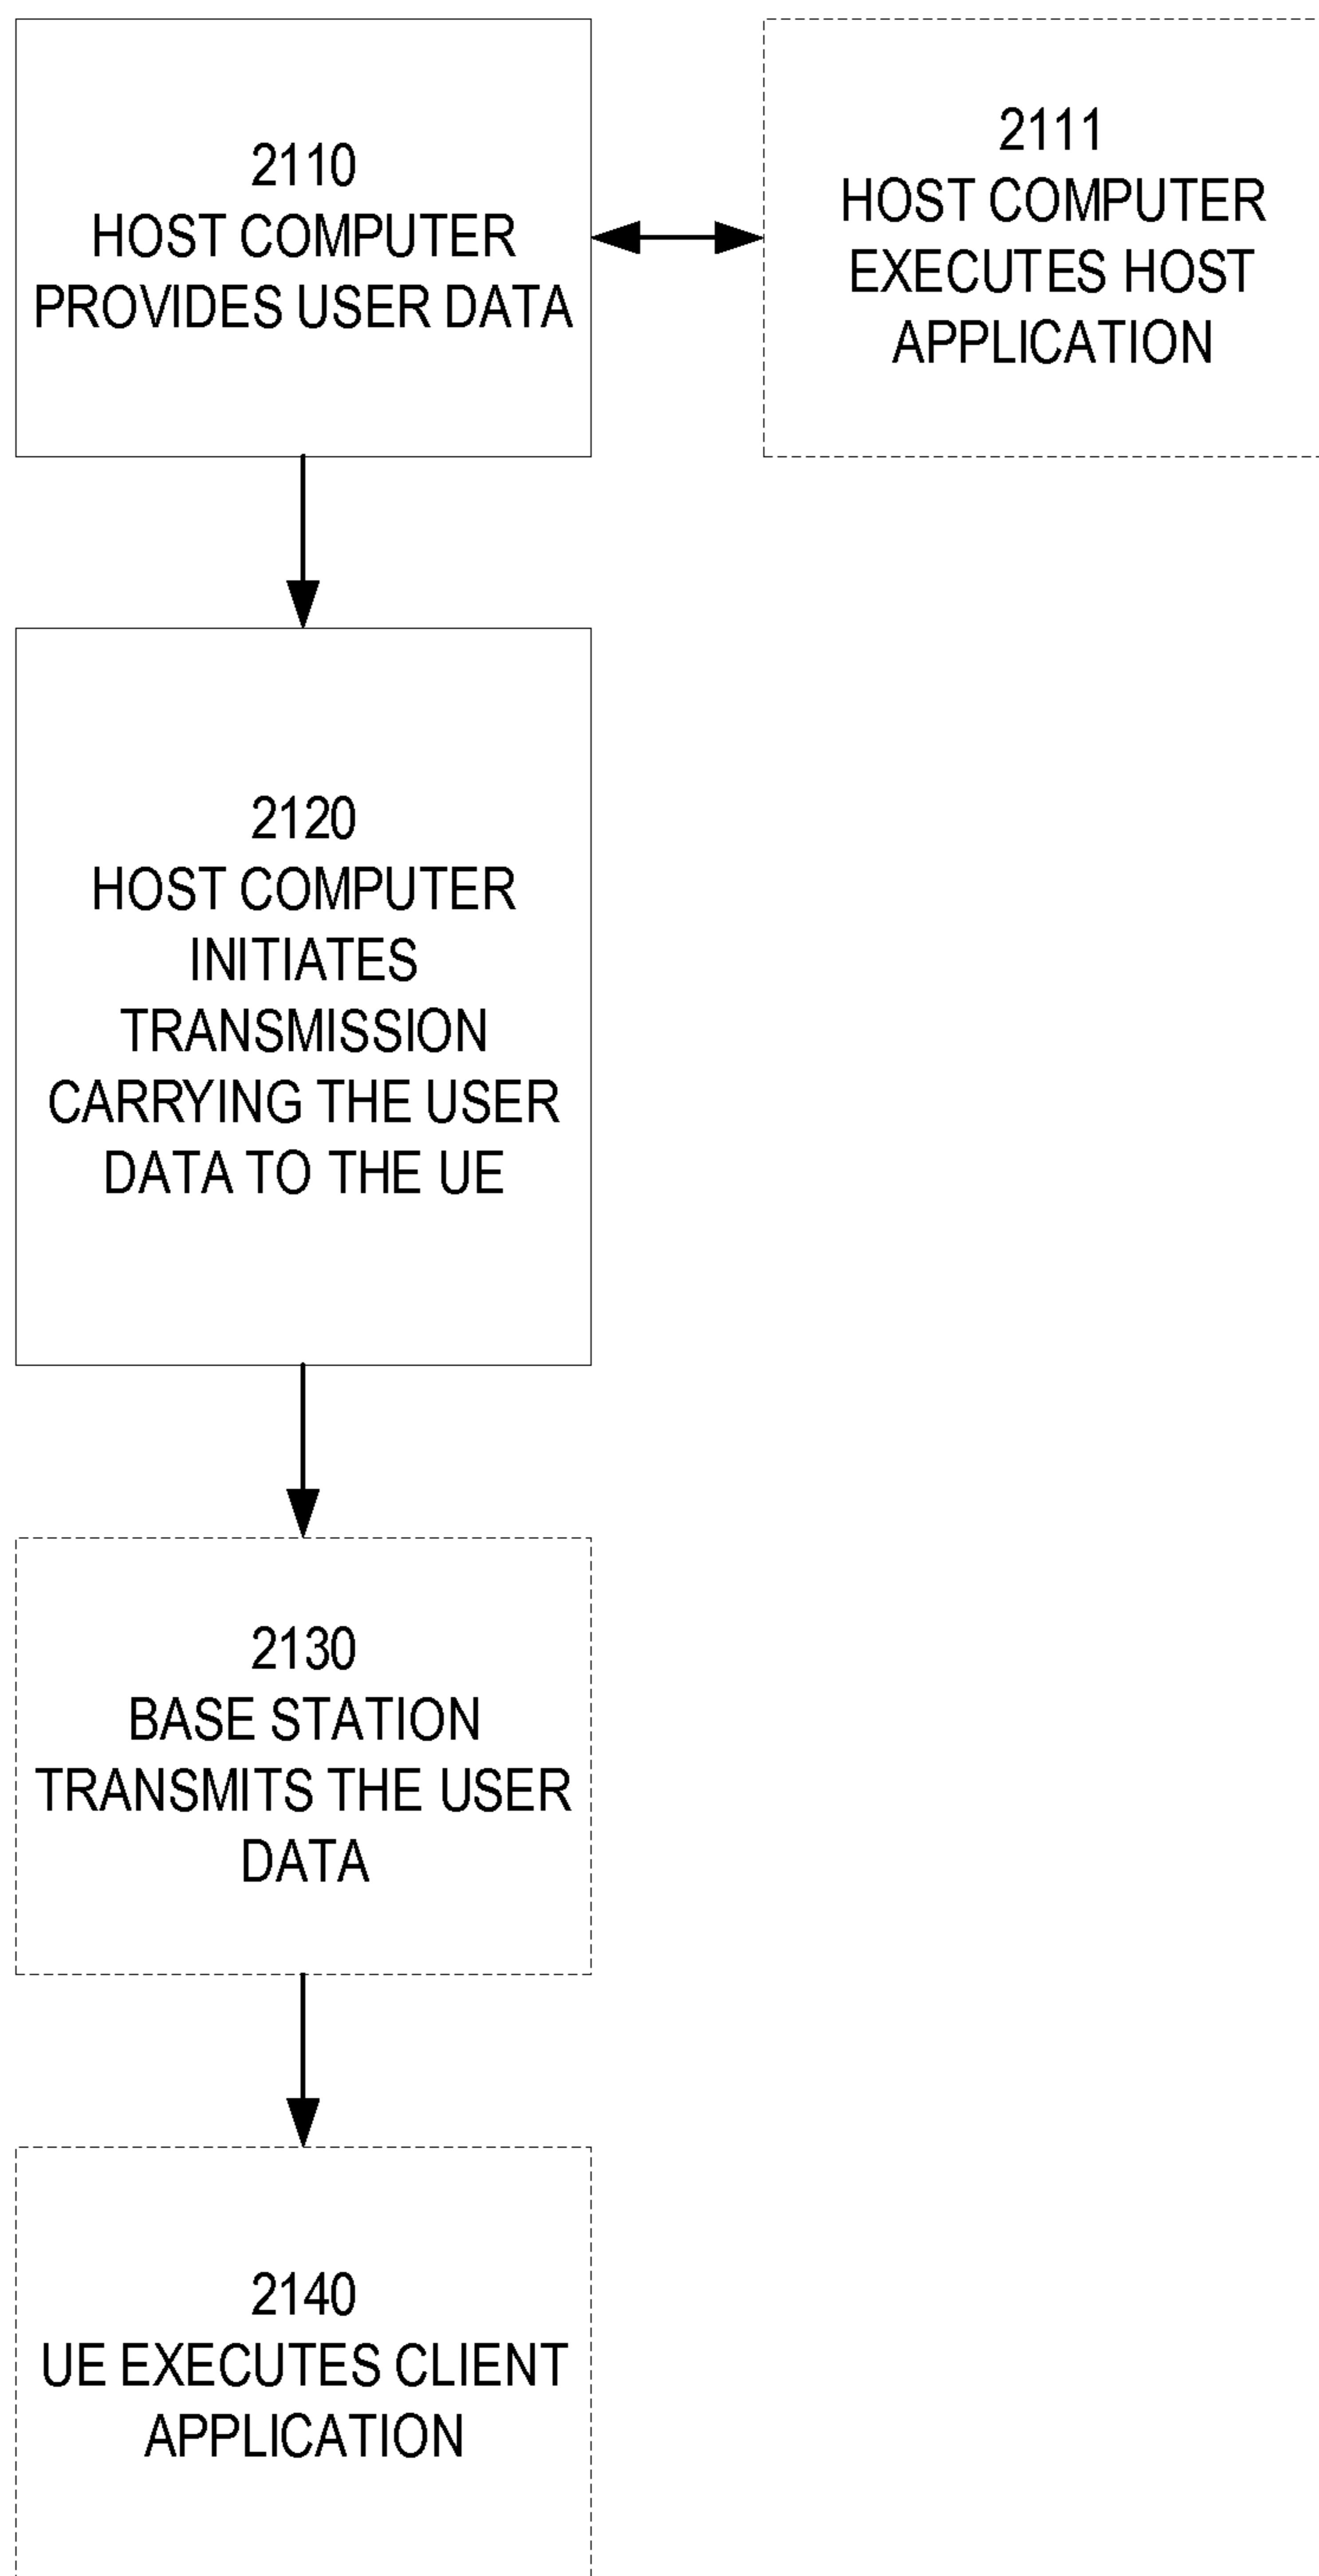 2110
HOST COMPUTER
PROVIDES USER DATA
2111
HOST COMPUTER
EXECUTES HOST
APPLICATION
2120
HOST COMPUTER
INITIATES
TRANSMISSION
CARRYING THE USER
DATA TO THE UE
2130
BASE STATION
TRANSMITS THE USER
DATA
2140
UE EXECUTES CLIENT
APPLICATION